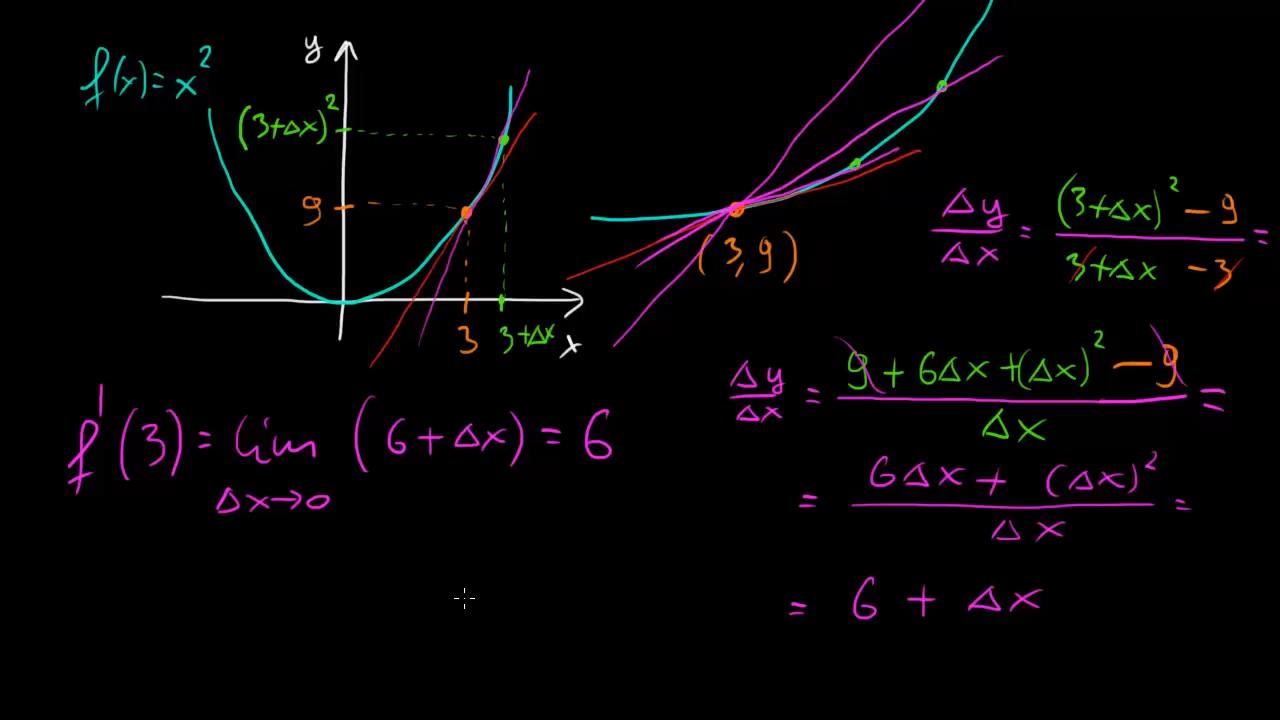 f(x)=x²
y
(3+Δx)²
9
3
3+Δx
x
(3,9)
Δy/Δx = ((3+Δx)² - 9)/(3+Δx - 3) =
Δy/Δx = (9 + 6Δx + (Δx)² - 9)/Δx =
= (6Δx + (Δx)²)/Δx =
= 6 + Δx
f'(3) = lim Δx→0 (6 + Δx) = 6